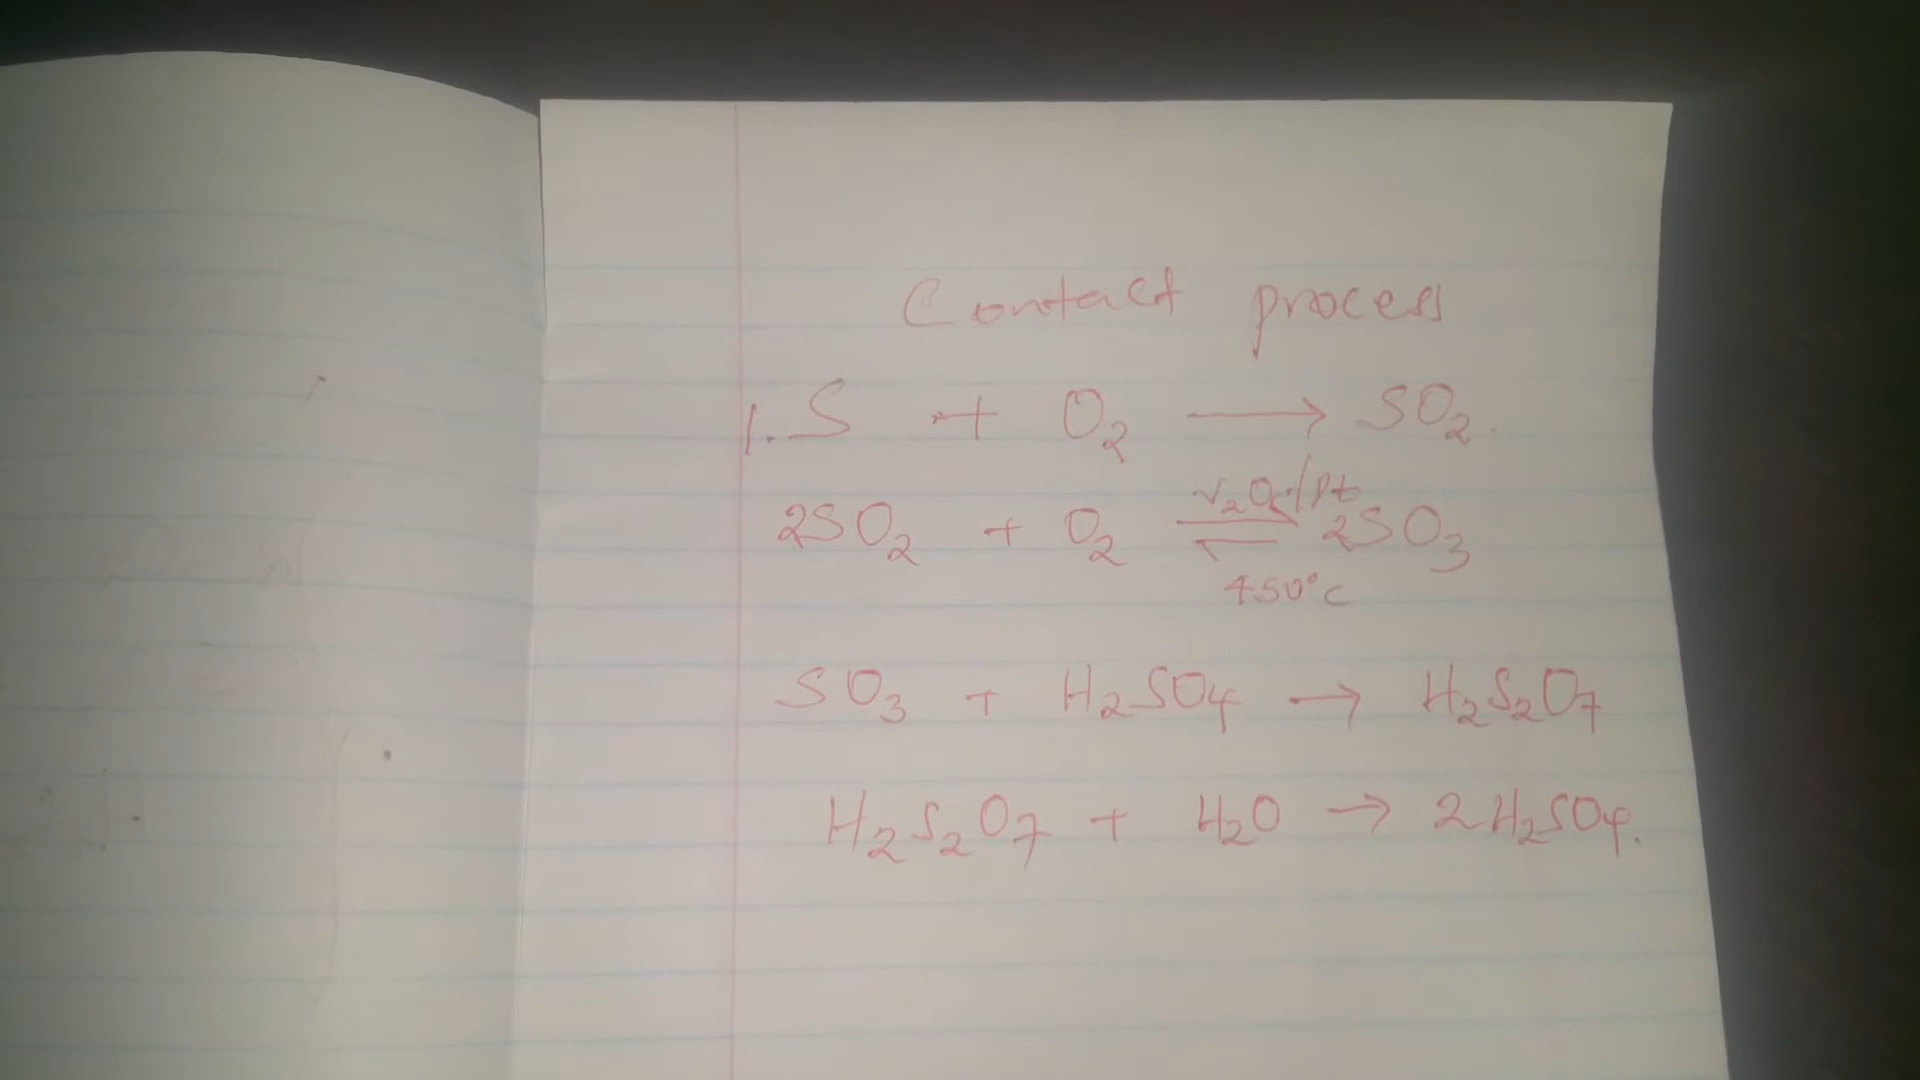 Contact process
1. S + O₂ → SO₂.
V₂O₅/Pt
2SO₂ + O₂ ⇌ 2SO₃
450°C
SO₃ + H₂SO₄ → H₂S₂O₇
H₂S₂O₇ + H₂O → 2H₂SO₄.